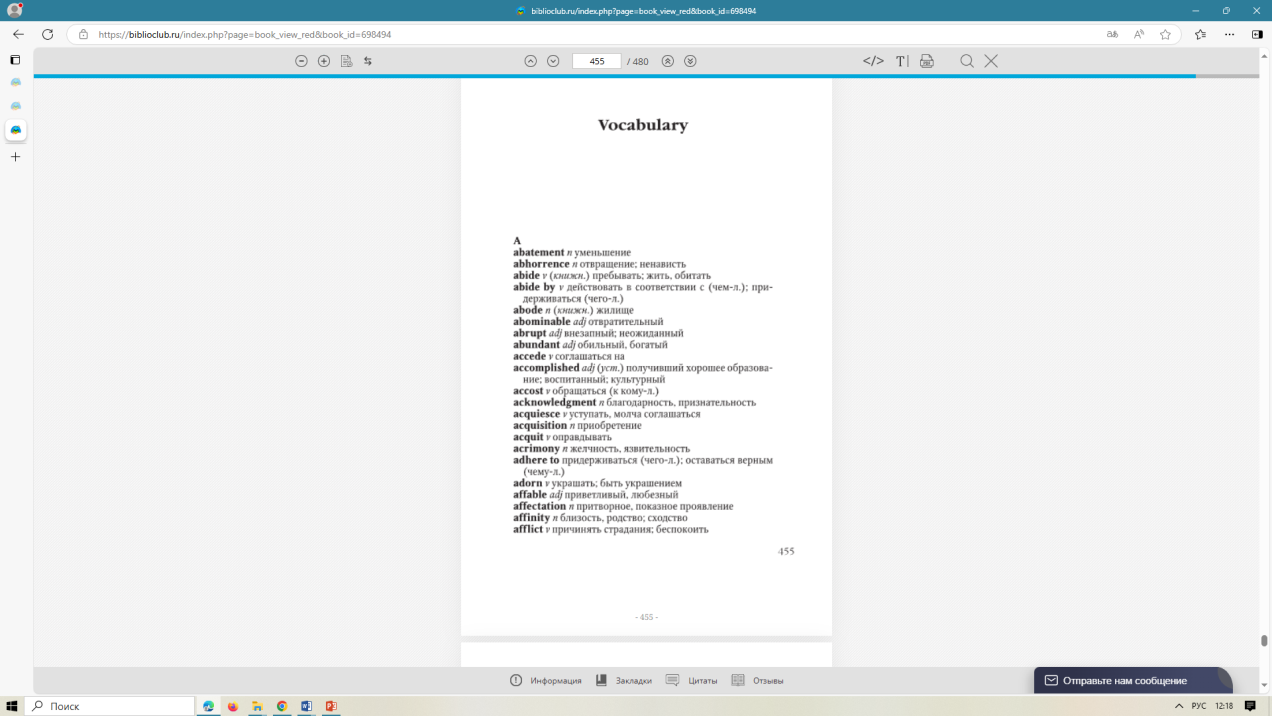 biblioclub.ru/index.php?page=book_view_red&book_id=698494
https://biblioclub.ru/index.php?page=book_view_red&book_id=698494
455 / 480
Vocabulary
A
abatement n уменьшение
abhorrence n отвращение; ненависть
abide v (книжн.) пребывать; жить, обитать
abide by v действовать в соответствии с (чем-л.); при-
держиваться (чего-л.)
abode n (книжн.) жилище
abominable adj отвратительный
abrupt adj внезапный; неожиданный
abundant adj обильный, богатый
accede v соглашаться на
accomplished adj (уст.) получивший хорошее образова-
ние; воспитанный; культурный
accost v обращаться (к кому-л.)
acknowledgment n благодарность, признательность
acquiesce v уступать, молча соглашаться
acquisition n приобретение
acquit v оправдывать
acrimony n желчность, язвительность
adhere to придерживаться (чего-л.); оставаться верным
(чему-л.)
adorn v украшать; быть украшением
affable adj приветливый, любезный
affectation n притворное, показное проявление
affinity n близость, родство; сходство
afflict v причинять страдания; беспокоить
455
- 455 -
Информация Закладки Цитаты Отзывы
Отправьте нам сообщение
Поиск
РУС 12:18